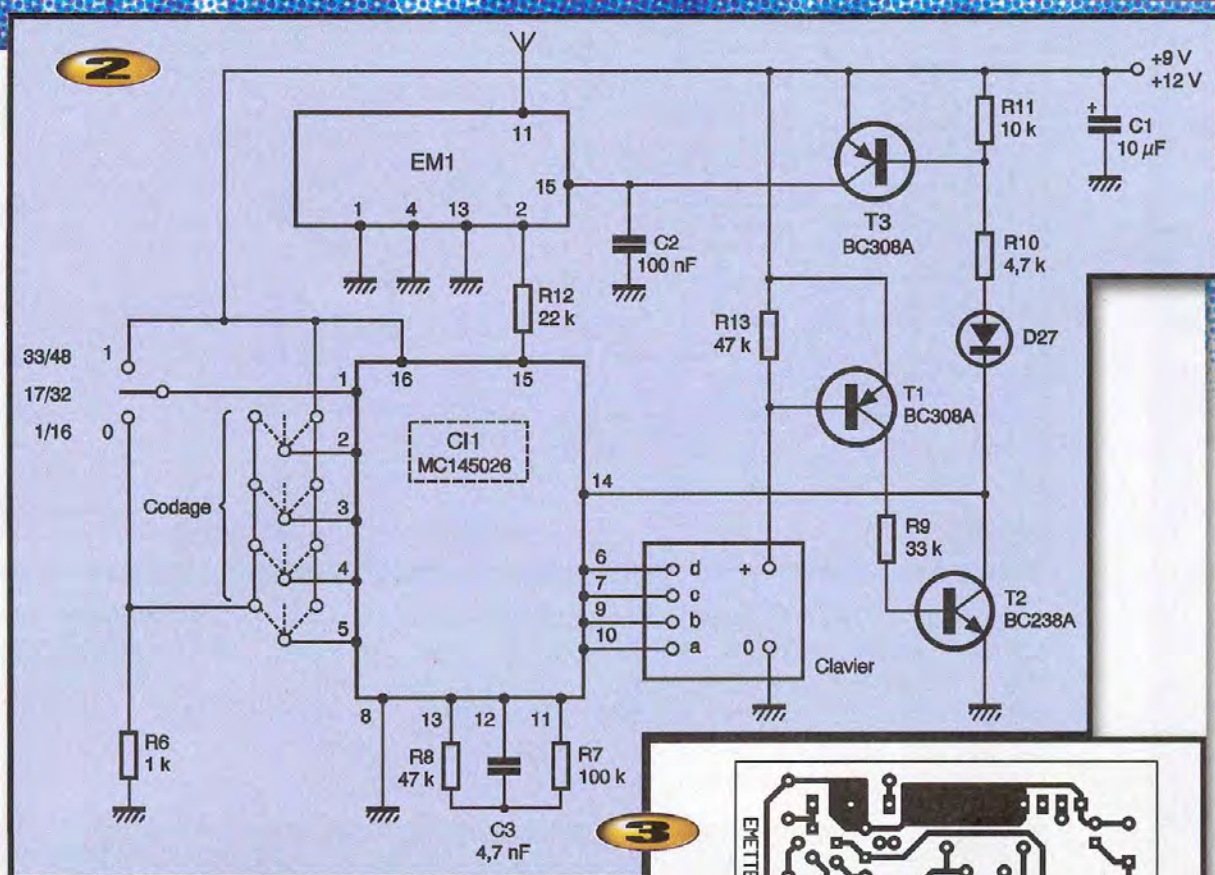 2
+9 V
+12 V
11
EM1
15
1 4 13 2
R11
10 k
C1
+
10 µF
T3
BC308A
C2
100 nF
R10
4,7 k
R12
22 k
R13
47 k
D27
33/48 1
17/32
1/16 0
1
16
15
T1
BC308A
2
CI1
MC145026
14
Codage
3
R9
33 k
4
6 d +
7 c
9 b
10 a 0
T2
BC238A
5
Clavier
8 13 12 11
R6
1 k
R8
47 k
R7
100 k
C3
4,7 nF
3
EMETTE